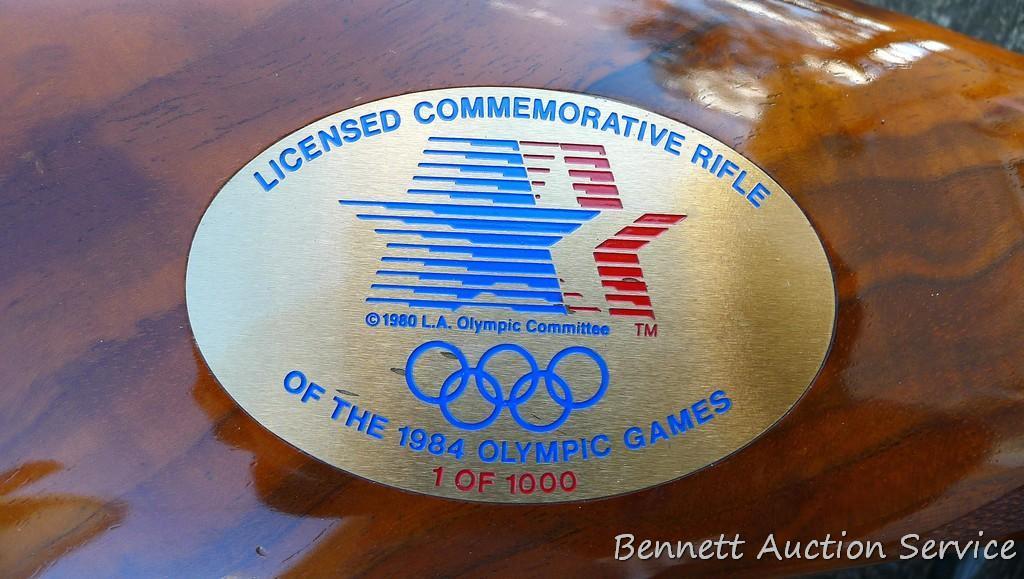 LICENSED COMMEMORATIVE RIFLE
©1980 L.A. Olympic Committee TM
OF THE 1984 OLYMPIC GAMES
1 OF 1000
Bennett Auction Service